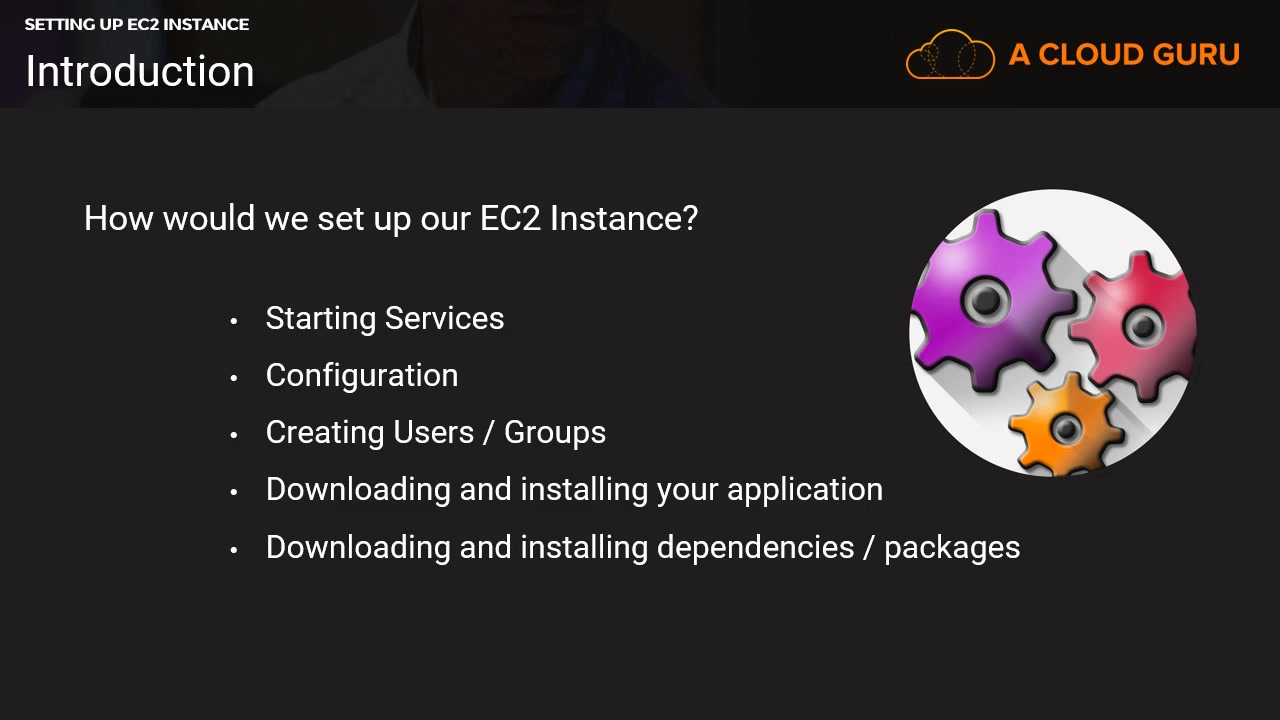 SETTING UP EC2 INSTANCE
Introduction
A CLOUD GURU
How would we set up our EC2 Instance?
• Starting Services
• Configuration
• Creating Users / Groups
• Downloading and installing your application
• Downloading and installing dependencies / packages